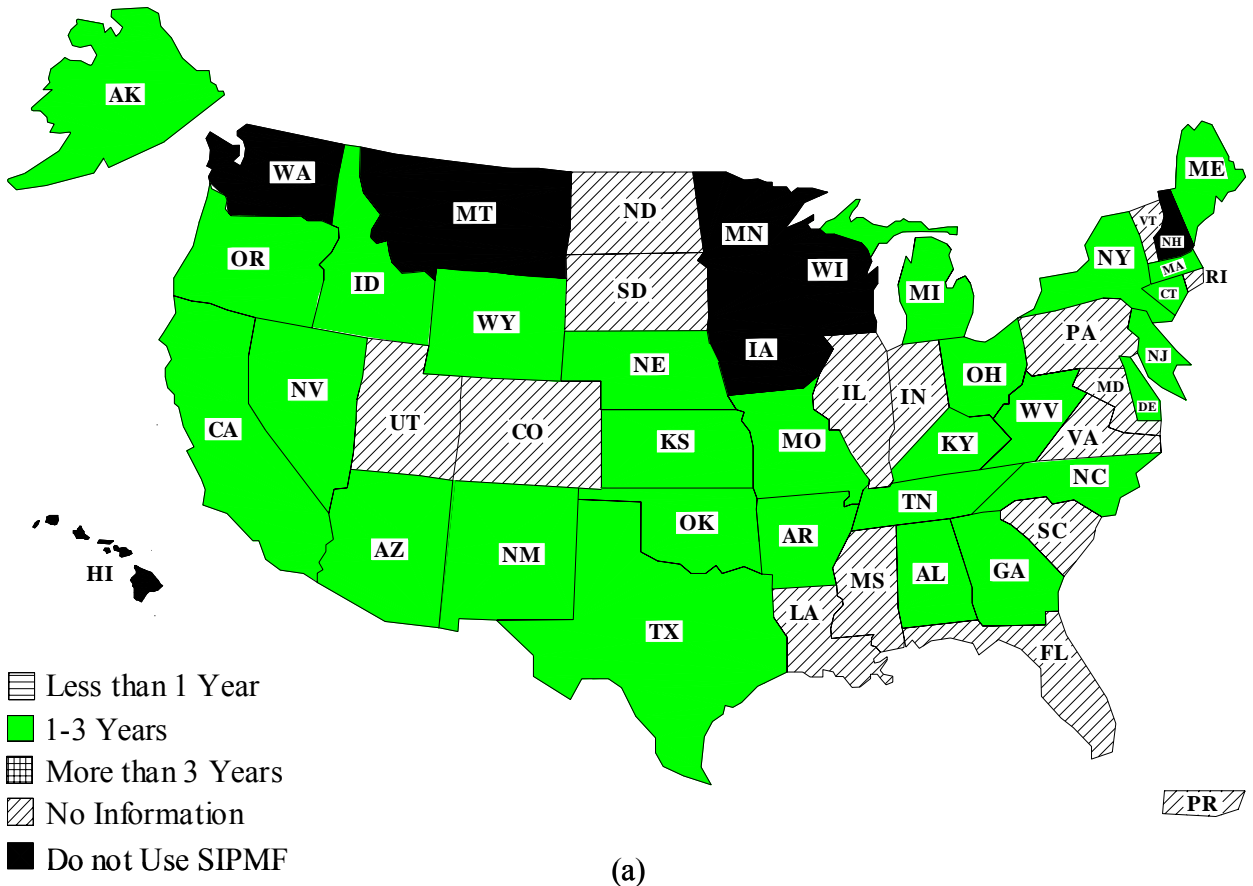 AK
WA
MT
ND
MN
ME
VT
NH
OR
ID
SD
WI
MI
NY
MA
RI
CT
WY
NE
IA
PA
NJ
NV
UT
CO
IL
IN
OH
MD
DE
CA
KS
MO
KY
WV
VA
AZ
NM
OK
AR
TN
NC
HI
TX
LA
MS
AL
GA
SC
FL
PR
Less than 1 Year
1-3 Years
More than 3 Years
No Information
Do not Use SIPMF
(a)